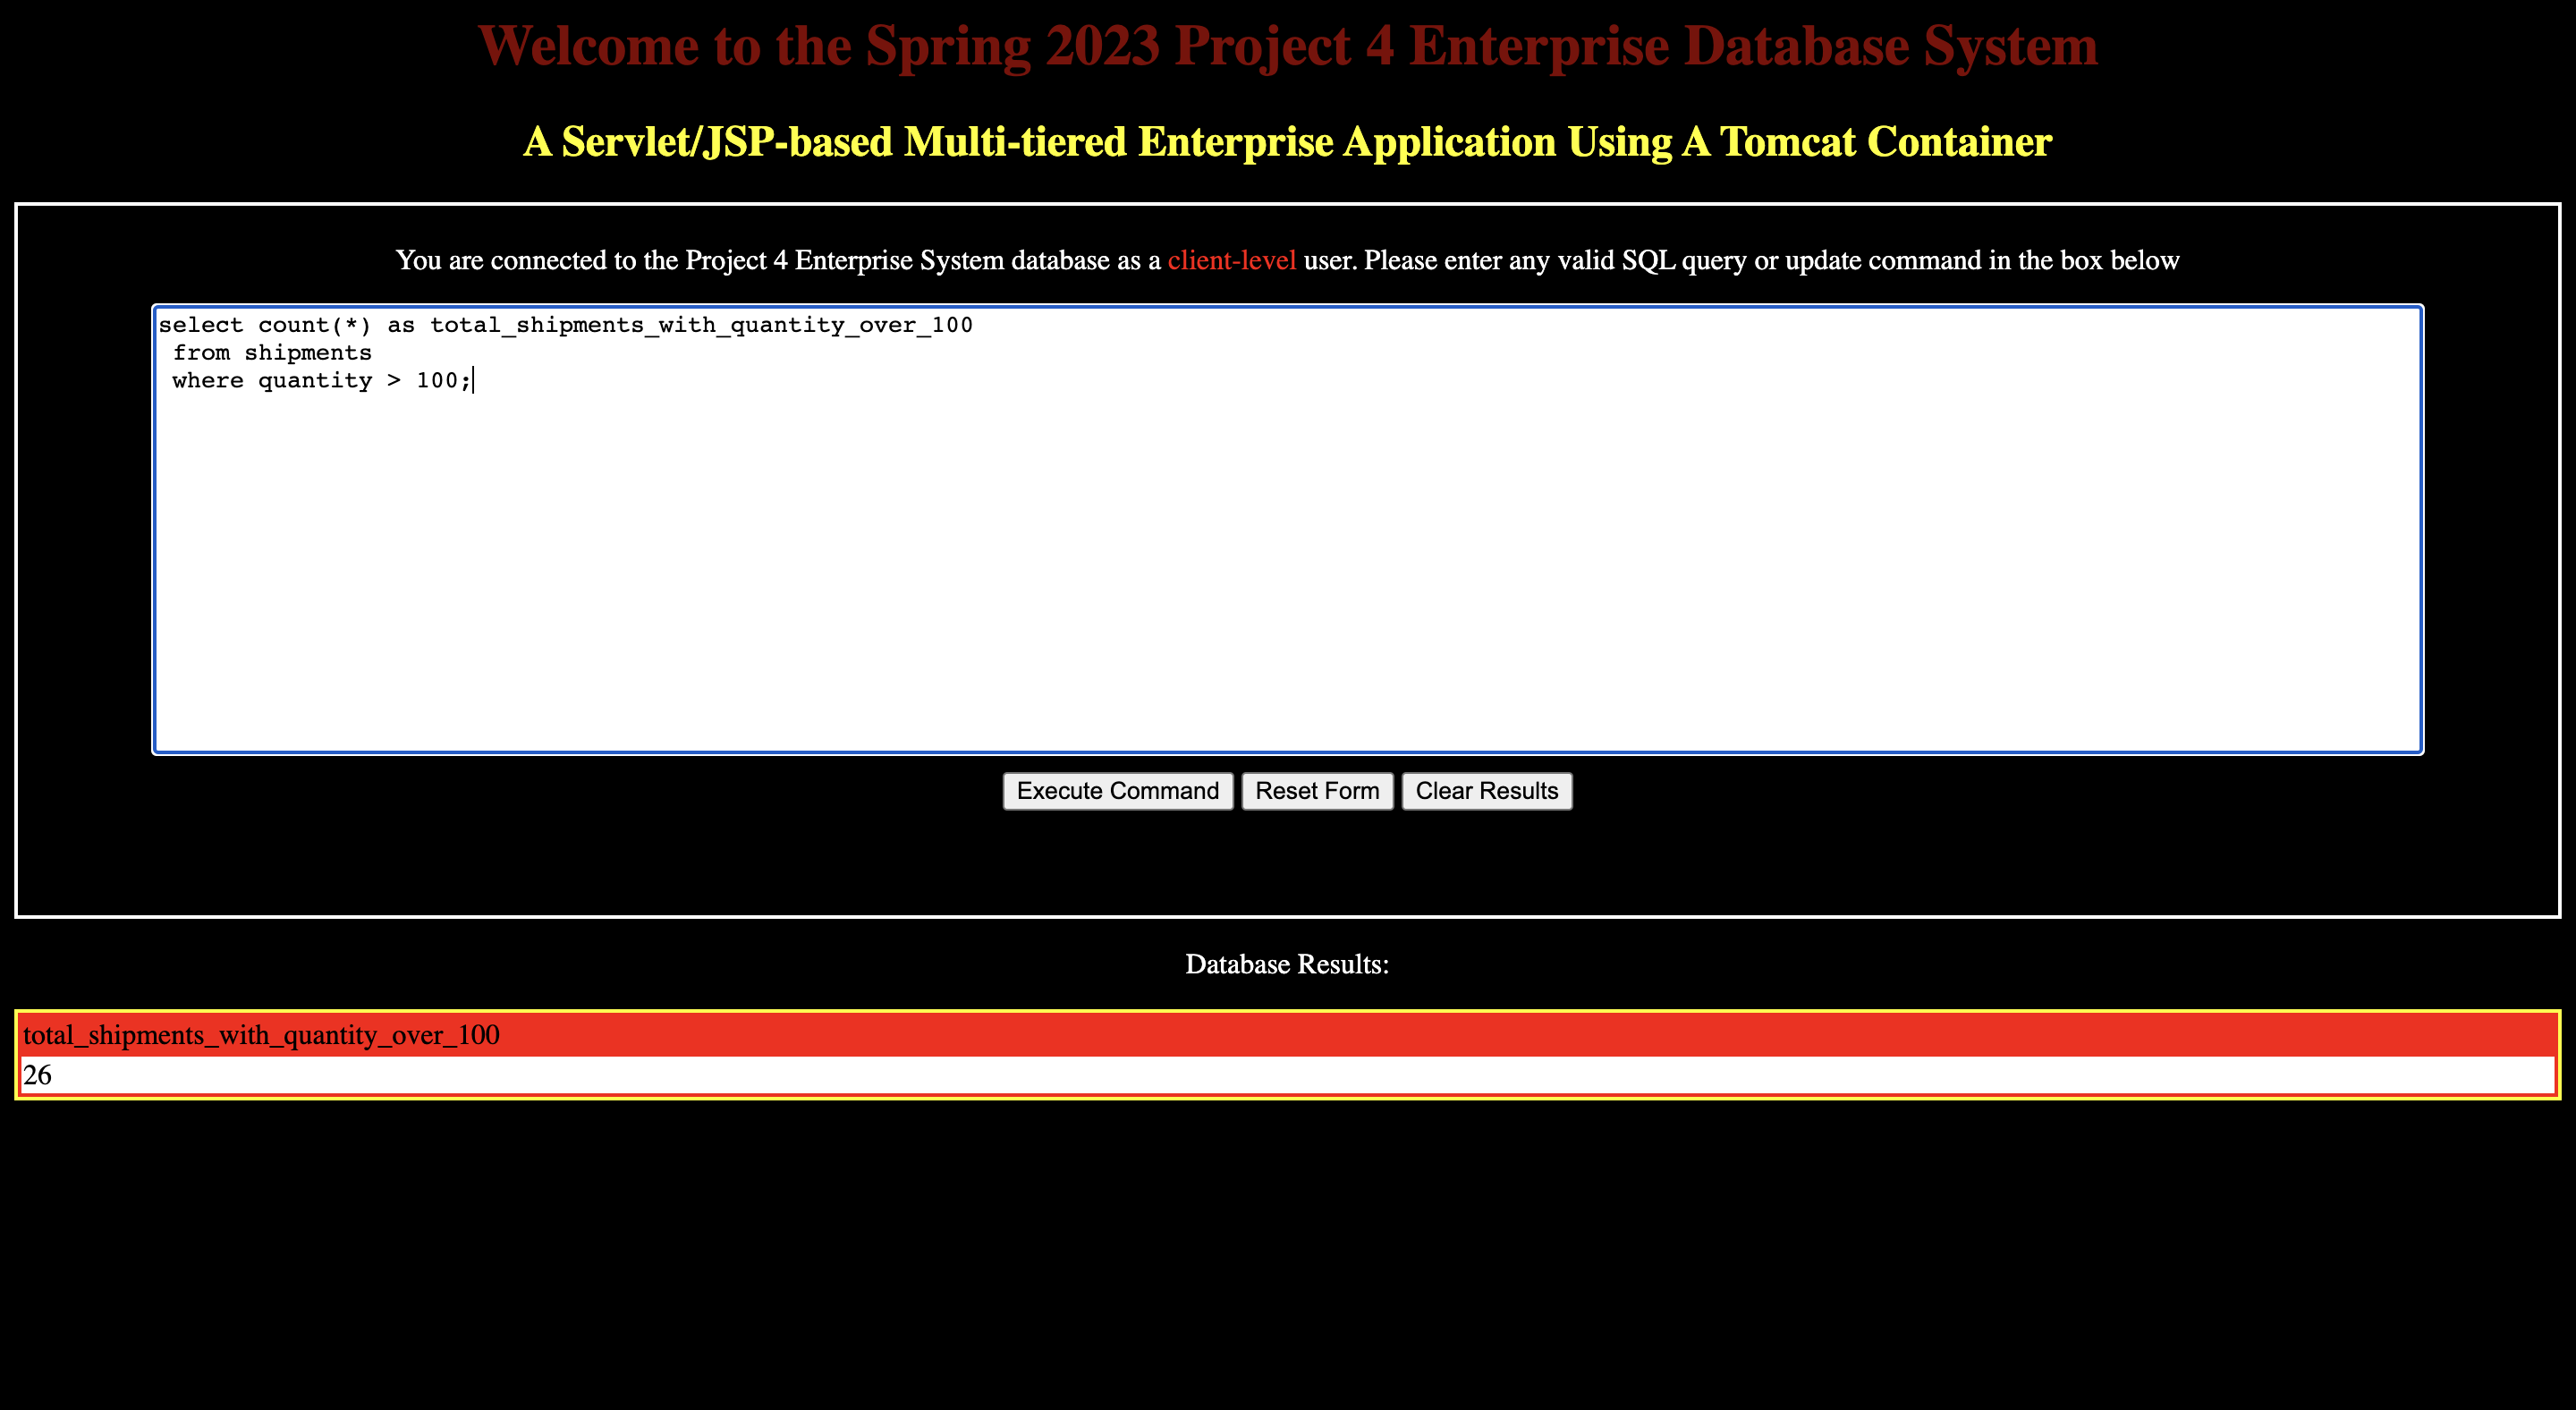 Welcome to the Spring 2023 Project 4 Enterprise Database System
A Servlet/JSP-based Multi-tiered Enterprise Application Using A Tomcat Container
You are connected to the Project 4 Enterprise System database as a client-level user. Please enter any valid SQL query or update command in the box below
select count(*) as total_shipments_with_quantity_over_100
from shipments
where quantity > 100;
Execute Command Reset Form Clear Results
Database Results:
total_shipments_with_quantity_over_100
26